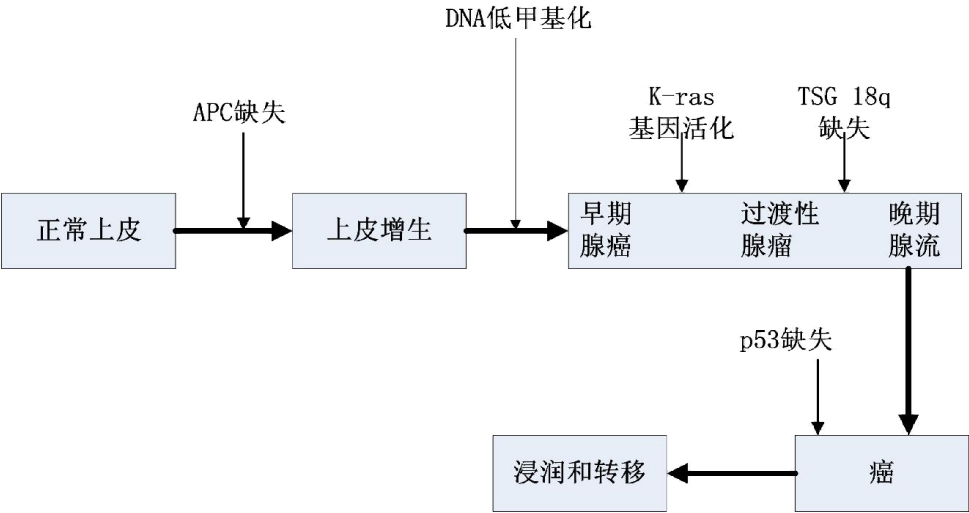 DNA低甲基化
APC缺失
K-ras
基因活化
TSG 18q
缺失
正常上皮
上皮增生
早期
腺癌
过渡性
腺瘤
晚期
腺流
p53缺失
浸润和转移
癌